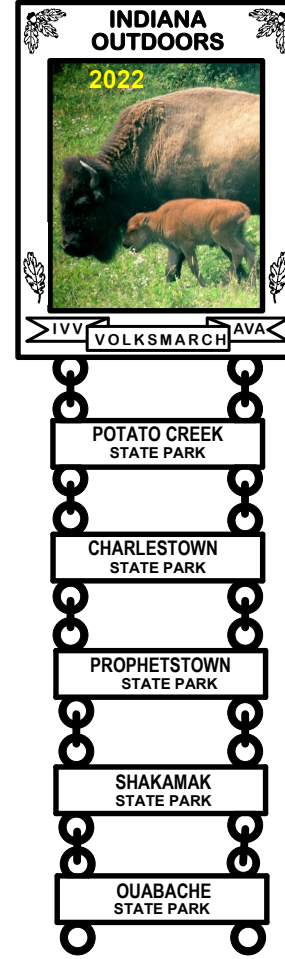 INDIANA
OUTDOORS
2022
IVV
VOLKSMARCH
AVA
POTATO CREEK
STATE PARK
CHARLESTOWN
STATE PARK
PROPHETSTOWN
STATE PARK
SHAKAMAK
STATE PARK
OUABACHE
STATE PARK